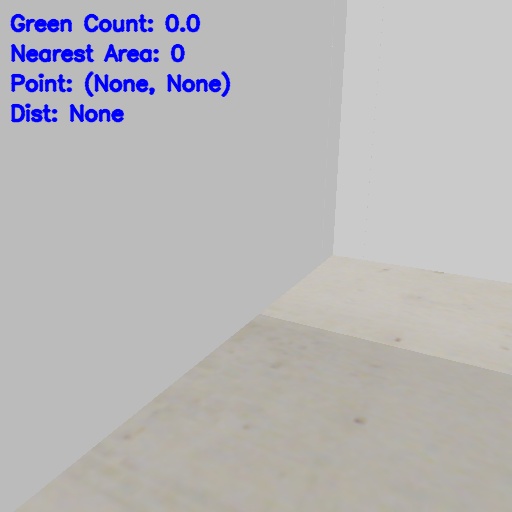 Green Count: 0.0
Nearest Area: 0
Point: (None, None)
Dist: None